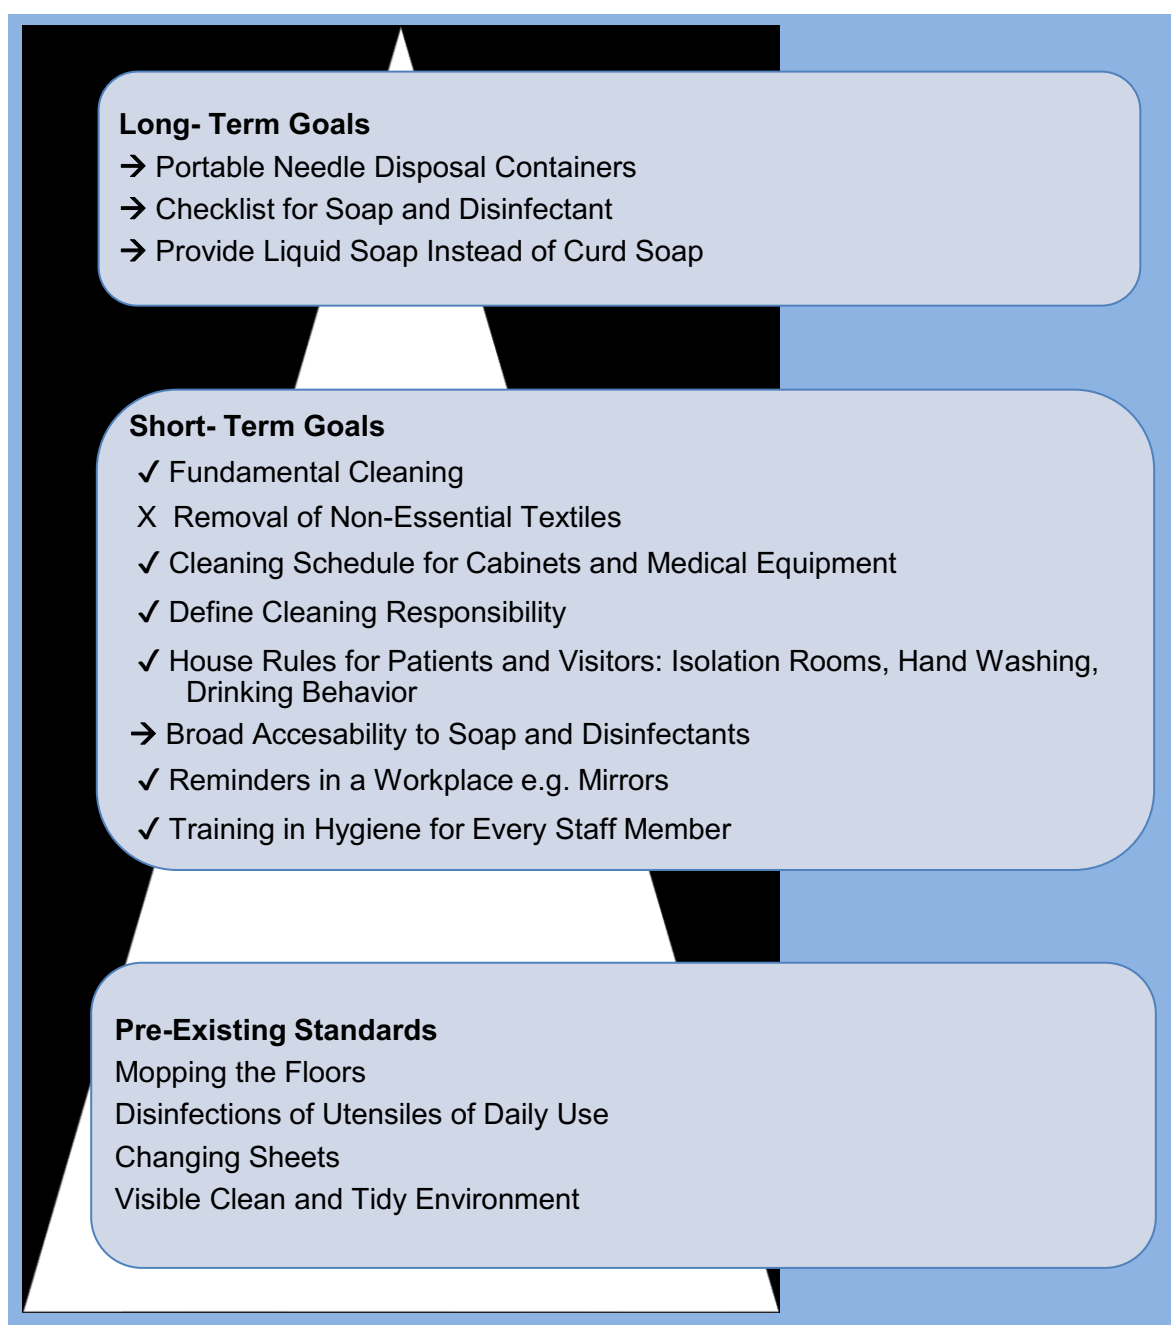 Long- Term Goals
→ Portable Needle Disposal Containers
→ Checklist for Soap and Disinfectant
→ Provide Liquid Soap Instead of Curd Soap
Short- Term Goals
✓ Fundamental Cleaning
X Removal of Non-Essential Textiles
✓ Cleaning Schedule for Cabinets and Medical Equipment
✓ Define Cleaning Responsibility
✓ House Rules for Patients and Visitors: Isolation Rooms, Hand Washing,
Drinking Behavior
→ Broad Accesability to Soap and Disinfectants
✓ Reminders in a Workplace e.g. Mirrors
✓ Training in Hygiene for Every Staff Member
Pre-Existing Standards
Mopping the Floors
Disinfections of Utensiles of Daily Use
Changing Sheets
Visible Clean and Tidy Environment